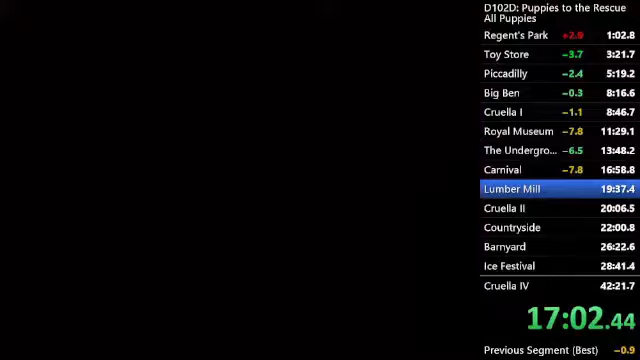 D102D: Puppies to the Rescue
All Puppies
Regent's Park +2.9 1:02.8
Toy Store −3.7 3:21.7
Piccadilly −2.4 5:19.2
Big Ben −0.3 8:16.6
Cruella I −1.1 8:46.7
Royal Museum −7.8 11:29.1
The Undergro... −6.5 13:48.2
Carnival −7.8 16:58.8
Lumber Mill 19:37.4
Cruella II 20:06.5
Countryside 22:00.8
Barnyard 26:22.6
Ice Festival 28:41.4
Cruella IV 42:21.7
17:02.44
Previous Segment (Best) −0.9